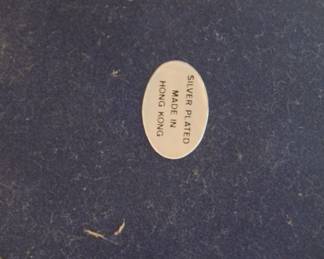 SILVER PLATED
MADE IN
HONG KONG